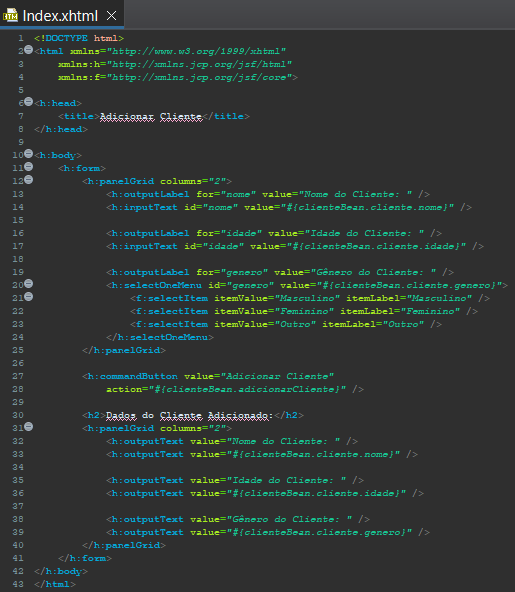 Index.xhtml
1 <!DOCTYPE html>
2 <html xmlns="http://www.w3.org/1999/xhtml"
3 xmlns:h="http://xmlns.jcp.org/jsf/html"
4 xmlns:f="http://xmlns.jcp.org/jsf/core">
5
6 <h:head>
7 <title>Adicionar Cliente</title>
8 </h:head>
9
10 <h:body>
11 <h:form>
12 <h:panelGrid columns="2">
13 <h:outputLabel for="nome" value="Nome do Cliente: " />
14 <h:inputText id="nome" value="#{clienteBean.cliente.nome}" />
15
16 <h:outputLabel for="idade" value="Idade do Cliente: " />
17 <h:inputText id="idade" value="#{clienteBean.cliente.idade}" />
18
19 <h:outputLabel for="genero" value="Gênero do Cliente: " />
20 <h:selectOneMenu id="genero" value="#{clienteBean.cliente.genero}">
21 <f:selectItem itemValue="Masculino" itemLabel="Masculino" />
22 <f:selectItem itemValue="Feminino" itemLabel="Feminino" />
23 <f:selectItem itemValue="Outro" itemLabel="Outro" />
24 </h:selectOneMenu>
25 </h:panelGrid>
26
27 <h:commandButton value="Adicionar Cliente"
28 action="#{clienteBean.adicionarCliente}" />
29
30 <h2>Dados do Cliente Adicionado:</h2>
31 <h:panelGrid columns="2">
32 <h:outputText value="Nome do Cliente: " />
33 <h:outputText value="#{clienteBean.cliente.nome}" />
34
35 <h:outputText value="Idade do Cliente: " />
36 <h:outputText value="#{clienteBean.cliente.idade}" />
37
38 <h:outputText value="Gênero do Cliente: " />
39 <h:outputText value="#{clienteBean.cliente.genero}" />
40 </h:panelGrid>
41 </h:form>
42 </h:body>
43 </html>